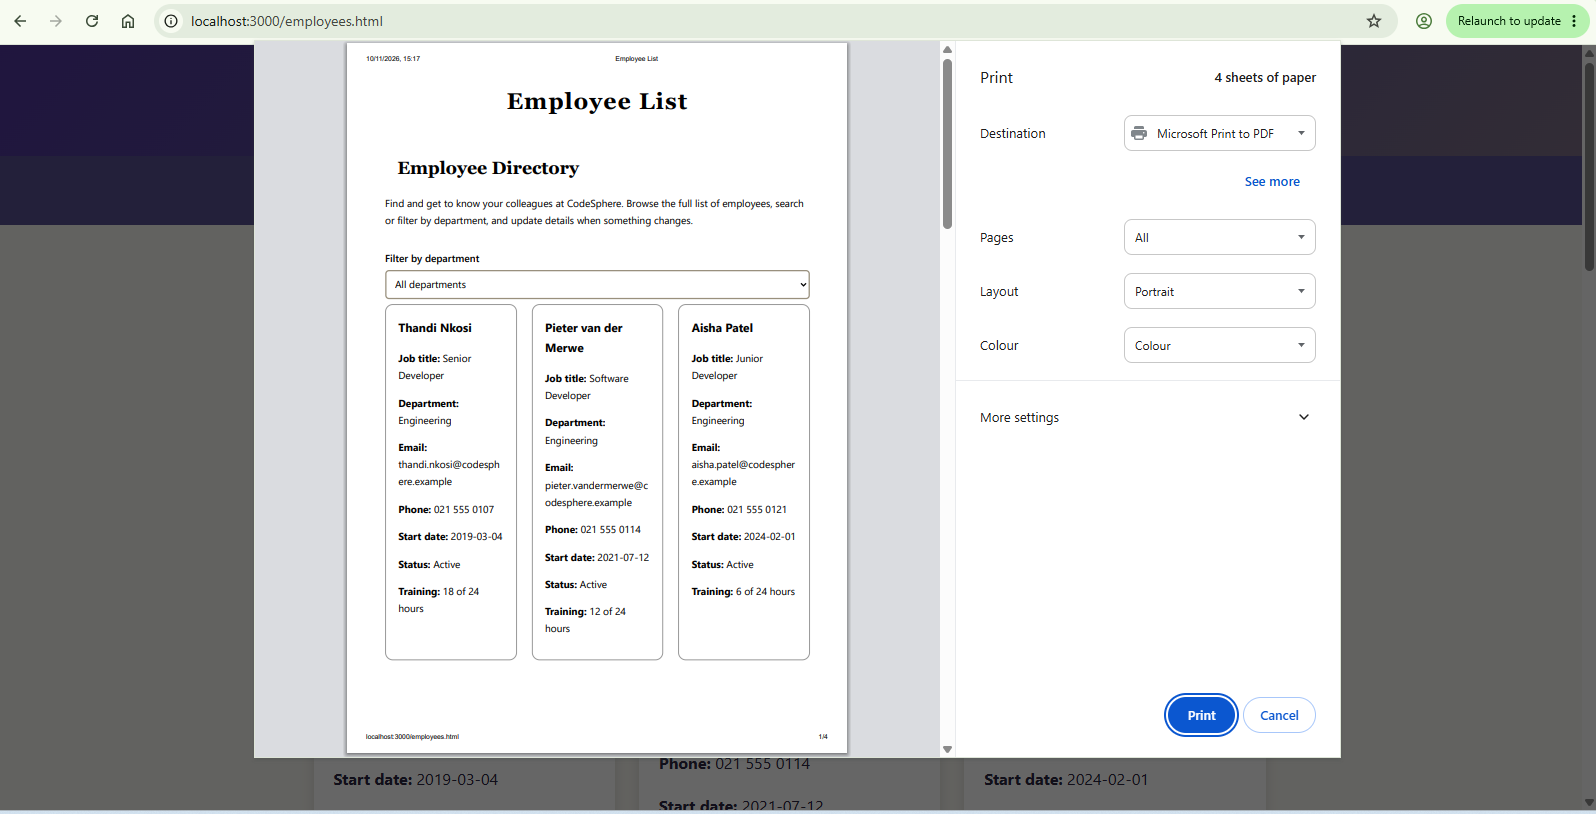 localhost:3000/employees.html
Relaunch to update
10/11/2026, 15:17
Employee List
Employee List
Employee Directory
Find and get to know your colleagues at CodeSphere. Browse the full list of employees, search
or filter by department, and update details when something changes.
Filter by department
All departments
Thandi Nkosi
Job title: Senior
Developer
Department:
Engineering
Email:
thandi.nkosi@codesph
ere.example
Phone: 021 555 0107
Start date: 2019-03-04
Status: Active
Training: 18 of 24
hours
Pieter van der
Merwe
Job title: Software
Developer
Department:
Engineering
Email:
pieter.vandermerwe@c
odesphere.example
Phone: 021 555 0114
Start date: 2021-07-12
Status: Active
Training: 12 of 24
hours
Aisha Patel
Job title: Junior
Developer
Department:
Engineering
Email:
aisha.patel@codespher
e.example
Phone: 021 555 0121
Start date: 2024-02-01
Status: Active
Training: 6 of 24 hours
localhost:3000/employees.html
1/4
Print
4 sheets of paper
Destination
Microsoft Print to PDF
See more
Pages
All
Layout
Portrait
Colour
Colour
More settings
Print
Cancel
Start date: 2019-03-04
Phone: 021 555 0114
Start date: 2021-07-12
Start date: 2024-02-01